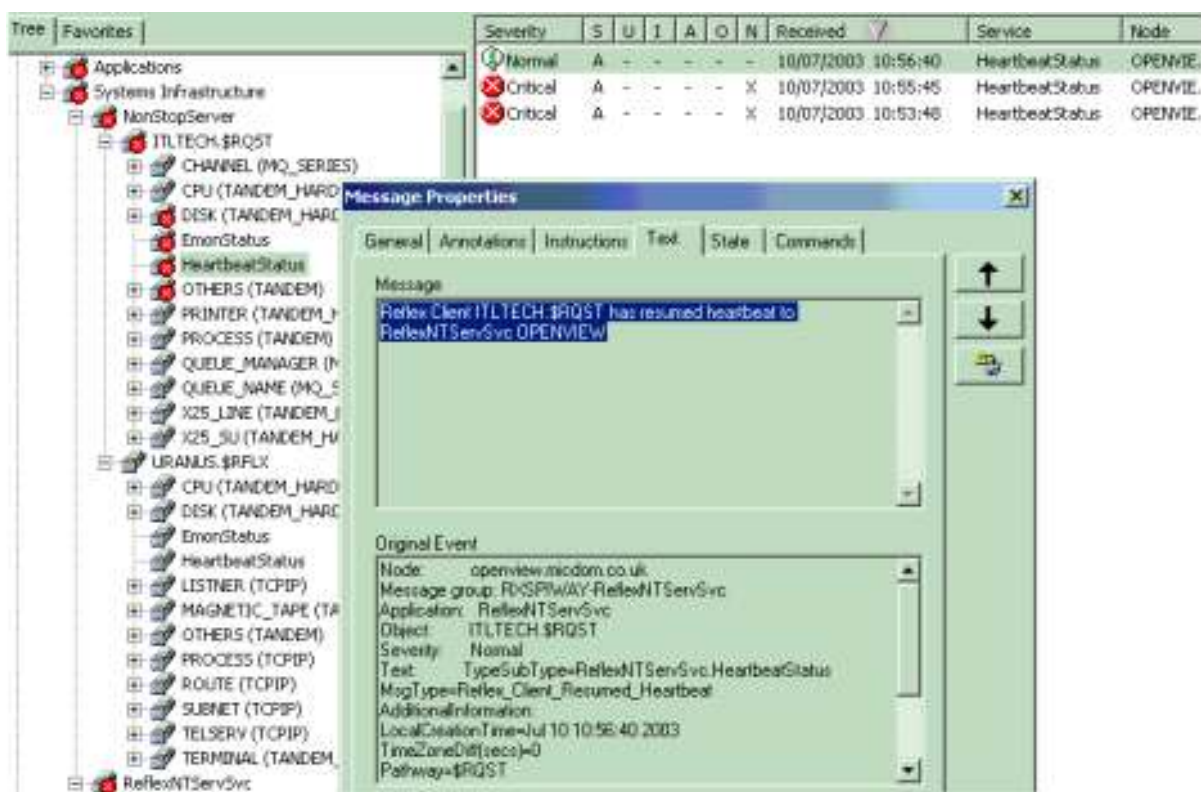 Tree Favorites
Severity S U I A O N Received Service Node
Normal A - - - - - 10/07/2003 10:56:40 HeartbeatStatus OPENVIE.
Critical A - - - - X 10/07/2003 10:55:45 HeartbeatStatus OPENVIE.
Critical A - - - - X 10/07/2003 10:53:48 HeartbeatStatus OPENVIE.
Applications
Systems Infrastructure
NonStopServer
ITLTECH.$RQST
CHANNEL (MQ_SERIES)
CPU (TANDEM_HARD
DISK (TANDEM_HARD
EmonStatus
HeartbeatStatus
OTHERS (TANDEM)
PRINTER (TANDEM_H
PROCESS (TANDEM)
QUEUE_MANAGER (M
QUEUE_NAME (MQ_S
X25_LINE (TANDEM_
X25_SU (TANDEM_HA
URANUS.$RFLX
CPU (TANDEM_HARD
DISK (TANDEM_HARD
EmonStatus
HeartbeatStatus
LISTNER (TCPIP)
MAGNETIC_TAPE (TA
OTHERS (TANDEM)
PROCESS (TCPIP)
ROUTE (TCPIP)
SUBNET (TCPIP)
TELSERV (TCPIP)
TERMINAL (TANDEM_
ReflexNTServSvc
Message Properties
General Annotations Instructions Text State Commands
Message
Reflex Client ITLTECH.$RQST has resumed heartbeat to
ReflexNTServSvc OPENVIEW
Original Event
Node: openview.micdom.co.uk
Message group: RXSPIWAY-ReflexNTServSvc
Application: ReflexNTServSvc
Object: ITLTECH.$RQST
Severity: Normal
Text: TypeSubType=ReflexNTServSvc.HeartbeatStatus
MsgType=Reflex_Client_Resumed_Heartbeat
AdditionalInformation:
LocalCreationTime=Jul 10 10:56:40 2003
TimeZoneDiff(secs)=0
Pathway=$RQST